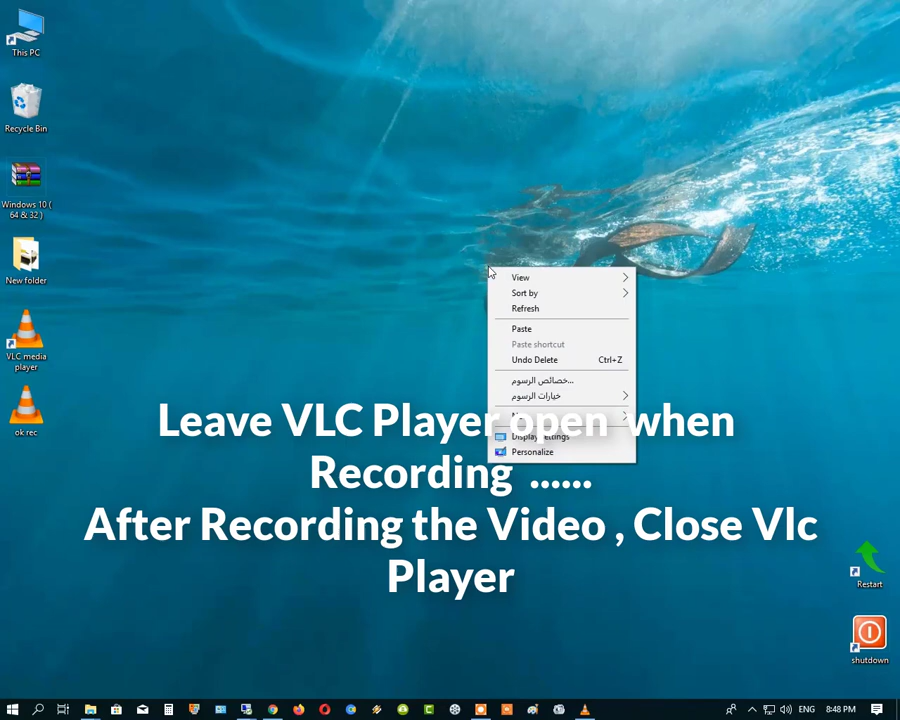 This PC
Recycle Bin
Windows 10 (
64 & 32 )
New folder
VLC media
player
ok rec
View
Sort by
Refresh
Paste
Paste shortcut
Undo Delete Ctrl+Z
خصائص الرسوم...
خيارات الرسوم
Display settings
Personalize
Leave VLC Player open when
Recording ......
After Recording the Video , Close Vlc
Player
Restart
shutdown
ENG 8:48 PM